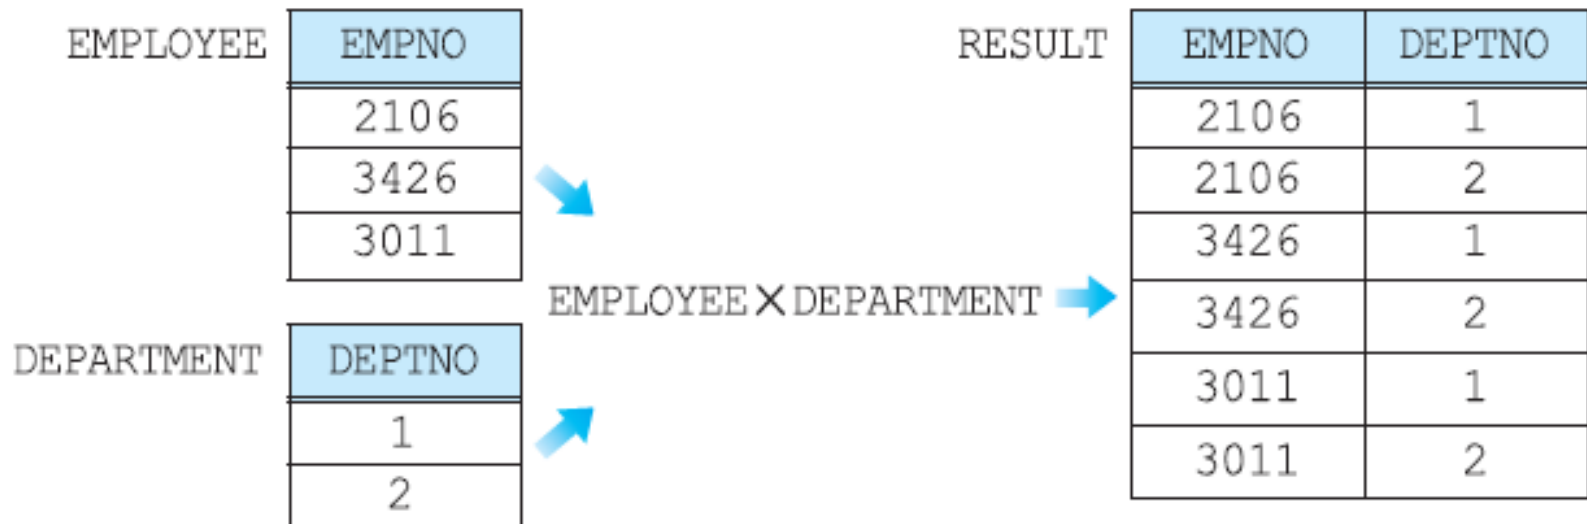 EMPLOYEE
EMPNO
2106
3426
3011
DEPARTMENT
DEPTNO
1
2
EMPLOYEE X DEPARTMENT
RESULT
EMPNO DEPTNO
2106 1
2106 2
3426 1
3426 2
3011 1
3011 2